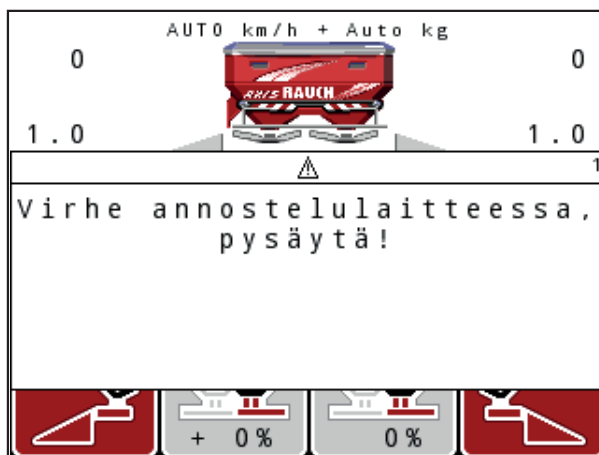 AUTO km/h + Auto kg
0 0
AXIS RAUCH
1.0 1.0
1
Virhe annostelulaitteessa,
pysäytä!
+ 0% 0%